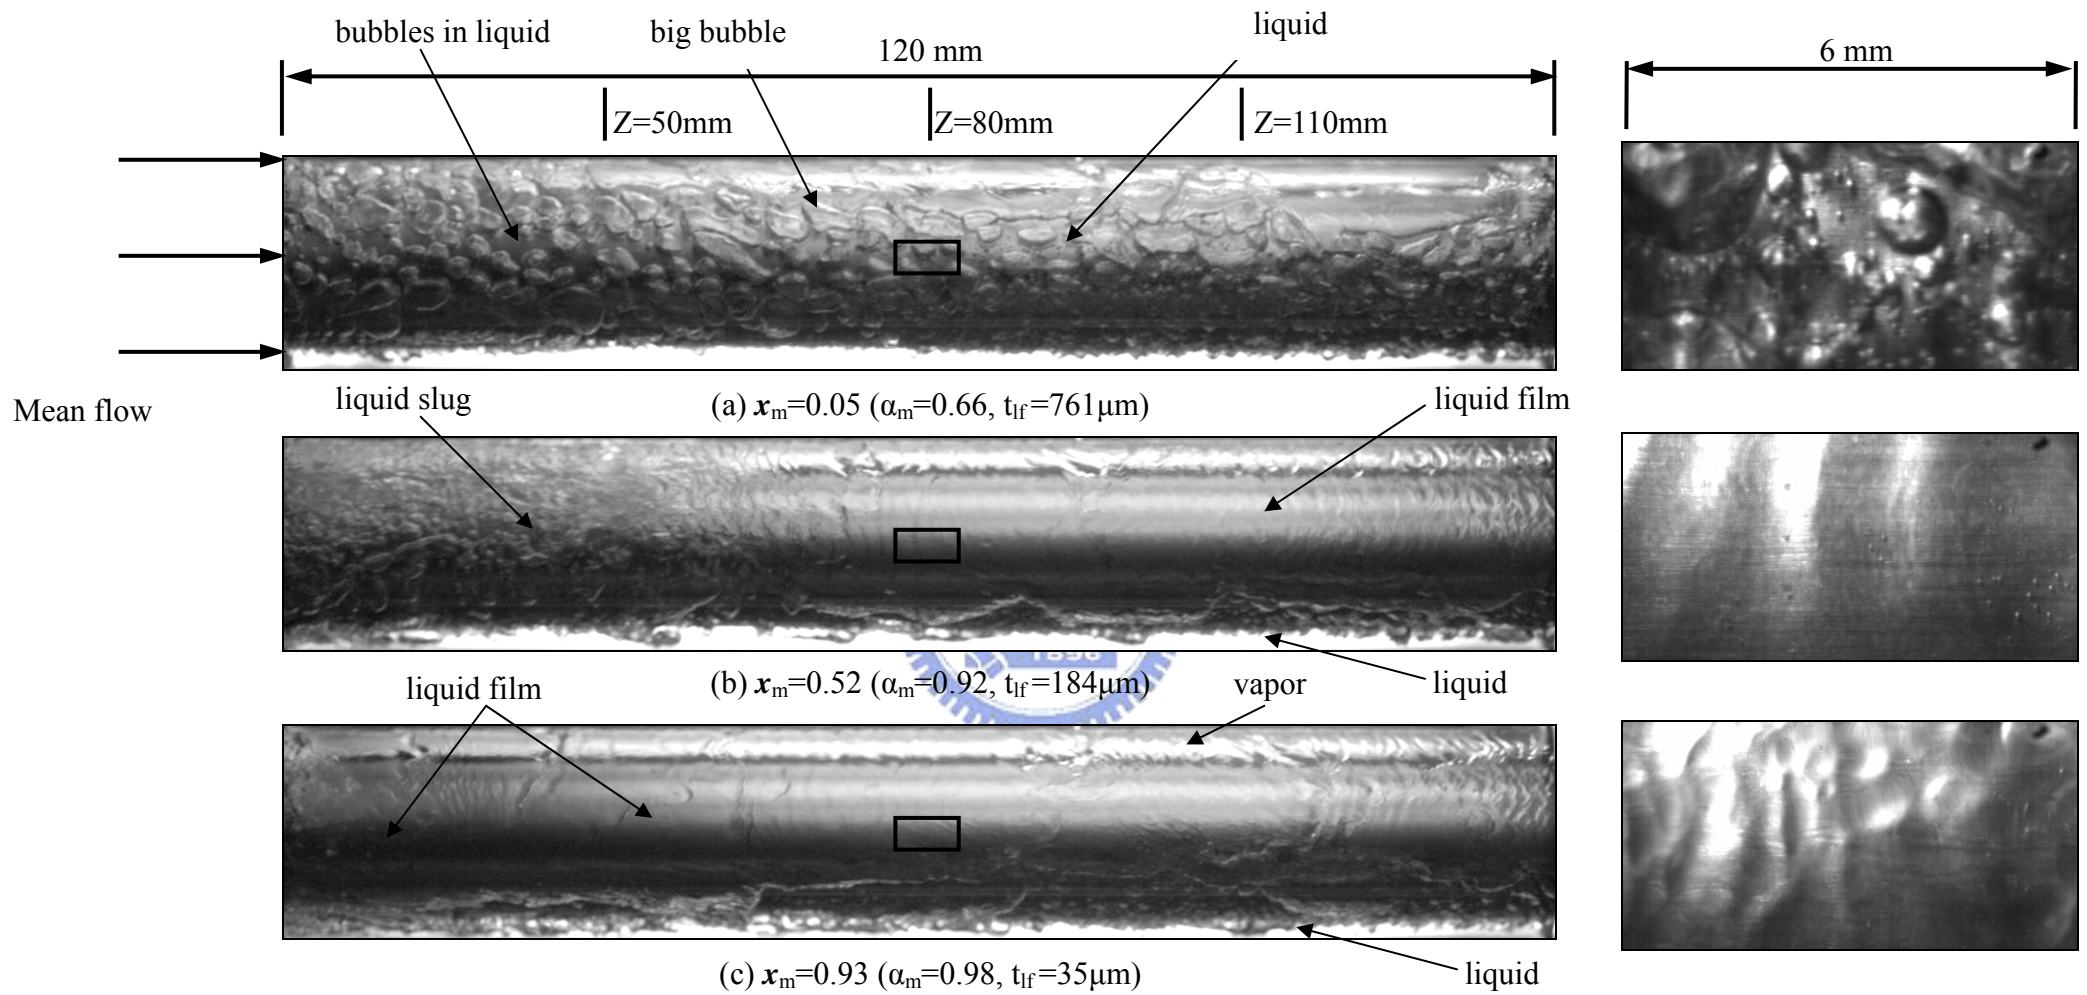 bubbles in liquid
big bubble
liquid
120 mm
6 mm
Z=50mm
Z=80mm
Z=110mm
Mean flow
(a) xm=0.05 (αm=0.66, tlf=761μm)
liquid slug
liquid film
1896
(b) xm=0.52 (αm=0.92, tlf=184μm)
liquid
liquid film
vapor
(c) xm=0.93 (αm=0.98, tlf=35μm)
liquid